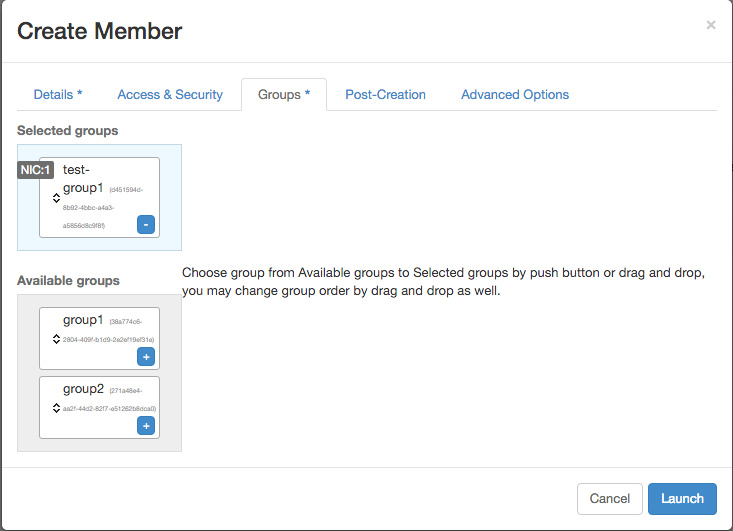 Create Member
×
Details *
Access & Security
Groups *
Post-Creation
Advanced Options
Selected groups
NIC:1
test-
group1 (d451594d-
8b92-4bbc-a4a3-
a5856d8c9f8f)
-
Choose group from Available groups to Selected groups by push button or drag and drop,
you may change group order by drag and drop as well.
Available groups
group1 (38a774c6-
2804-409f-b1d9-2e2ef19ef31e)
+
group2 (271a48e4-
aa2f-44d2-82f7-e51262b8dca0)
+
Cancel
Launch